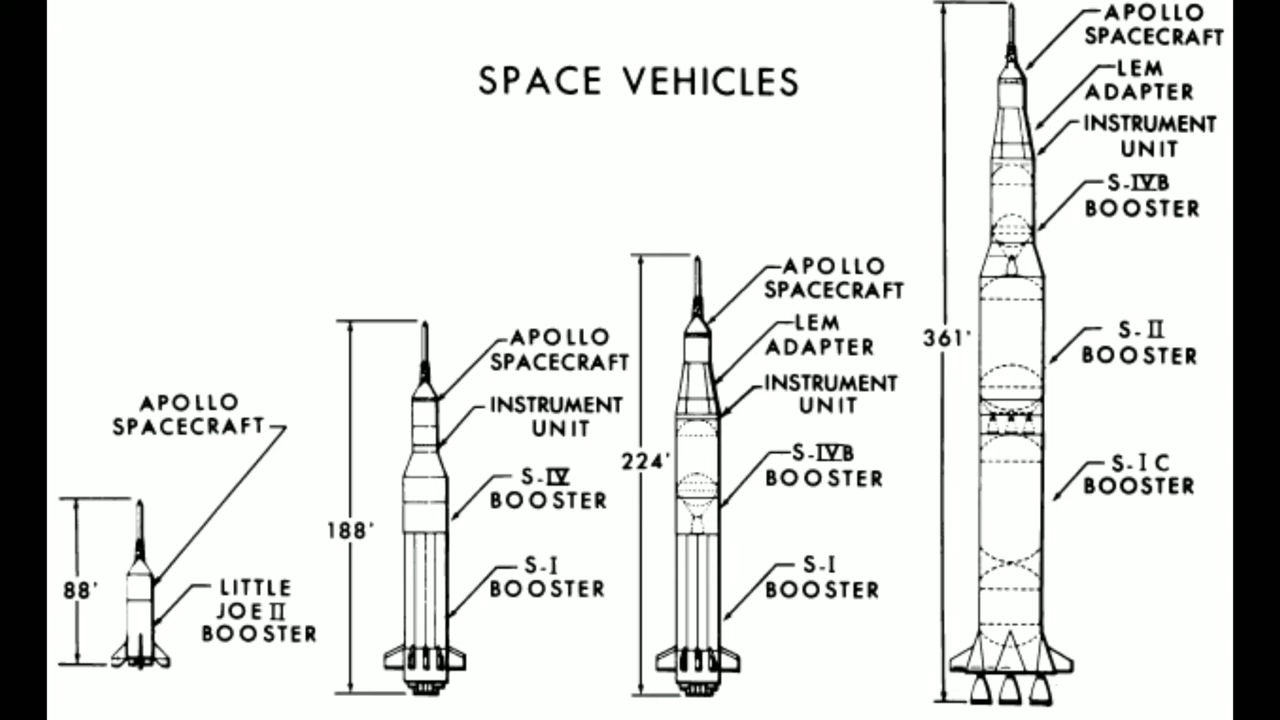 SPACE VEHICLES
APOLLO
SPACECRAFT
88'
LITTLE
JOE II
BOOSTER
188'
APOLLO
SPACECRAFT
INSTRUMENT
UNIT
S-IV
BOOSTER
S-I
BOOSTER
224'
APOLLO
SPACECRAFT
LEM
ADAPTER
INSTRUMENT
UNIT
S-IVB
BOOSTER
S-I
BOOSTER
361'
APOLLO
SPACECRAFT
LEM
ADAPTER
INSTRUMENT
UNIT
S-IVB
BOOSTER
S-II
BOOSTER
S-I C
BOOSTER